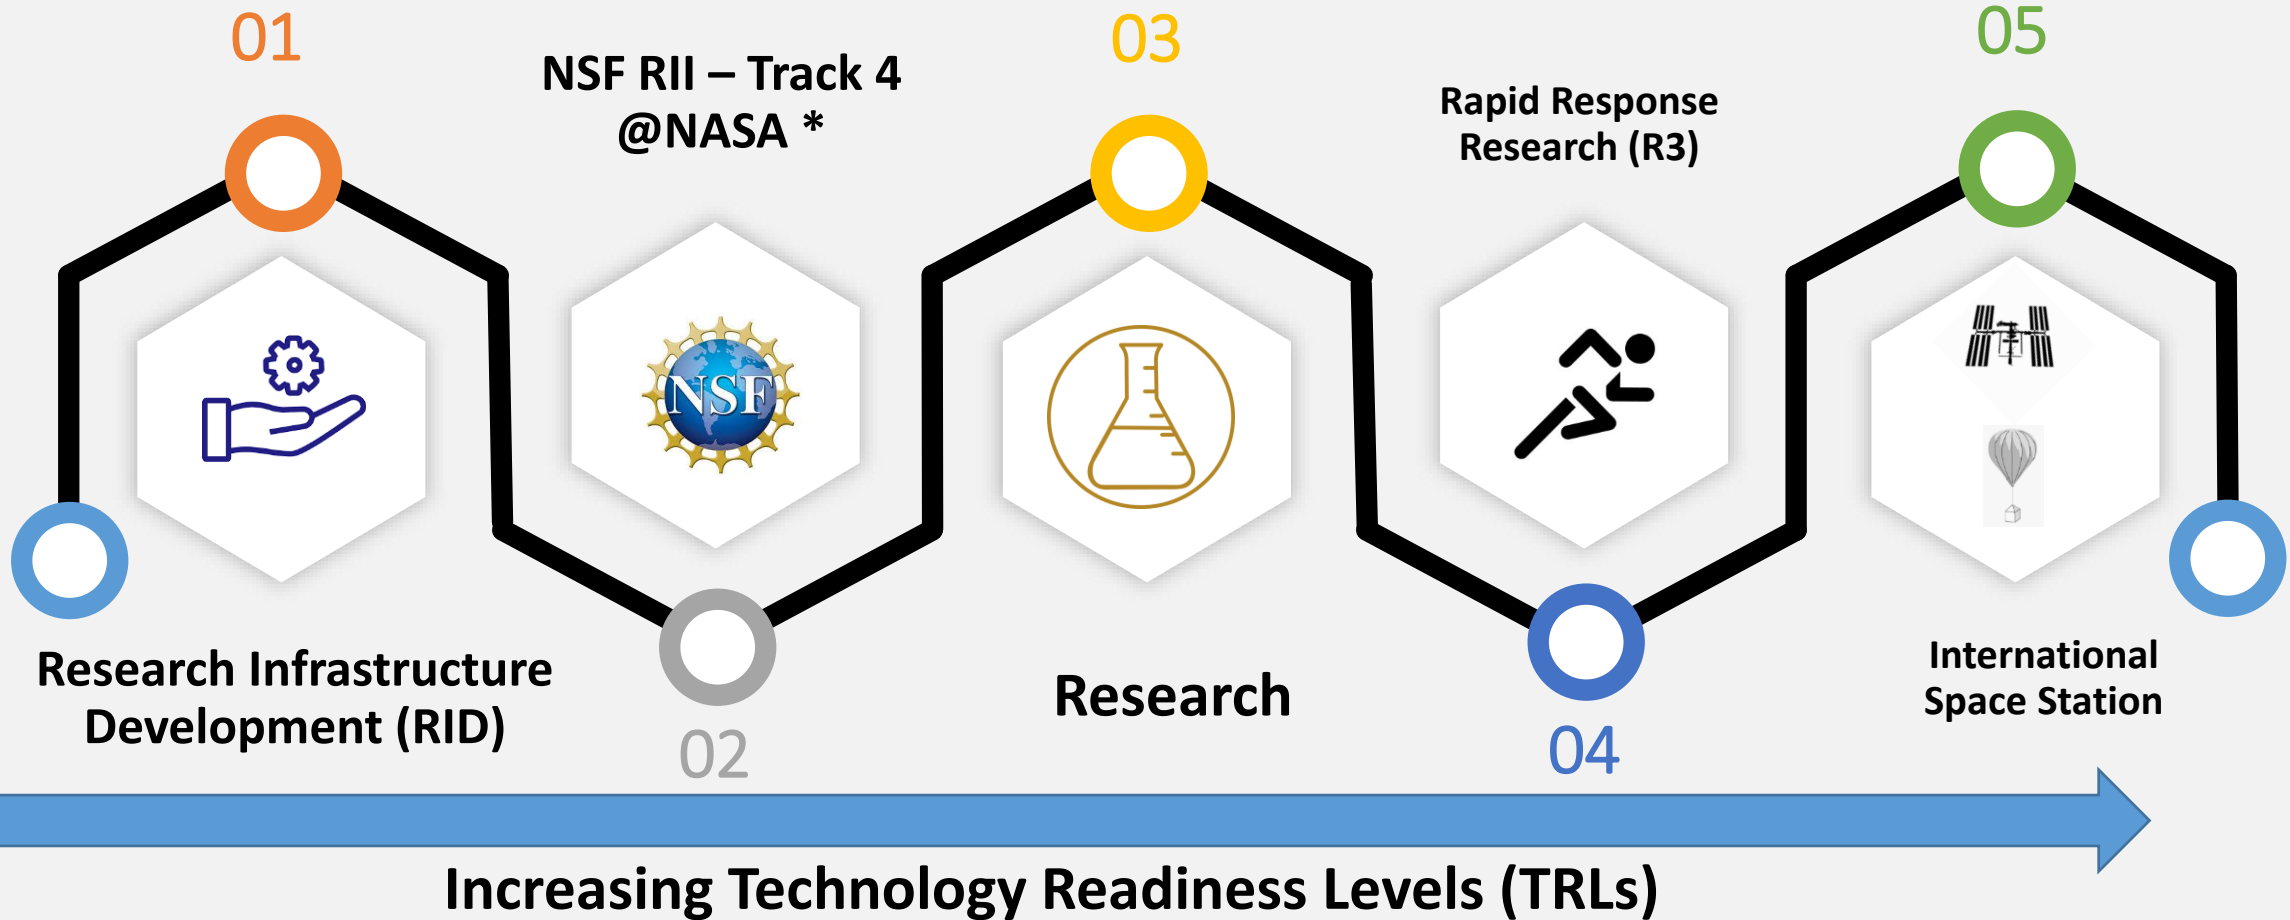 01
Research Infrastructure
Development (RID)
NSF RII – Track 4
@NASA *
NSF
02
03
Research
Rapid Response
Research (R3)
04
05
International
Space Station
Increasing Technology Readiness Levels (TRLs)